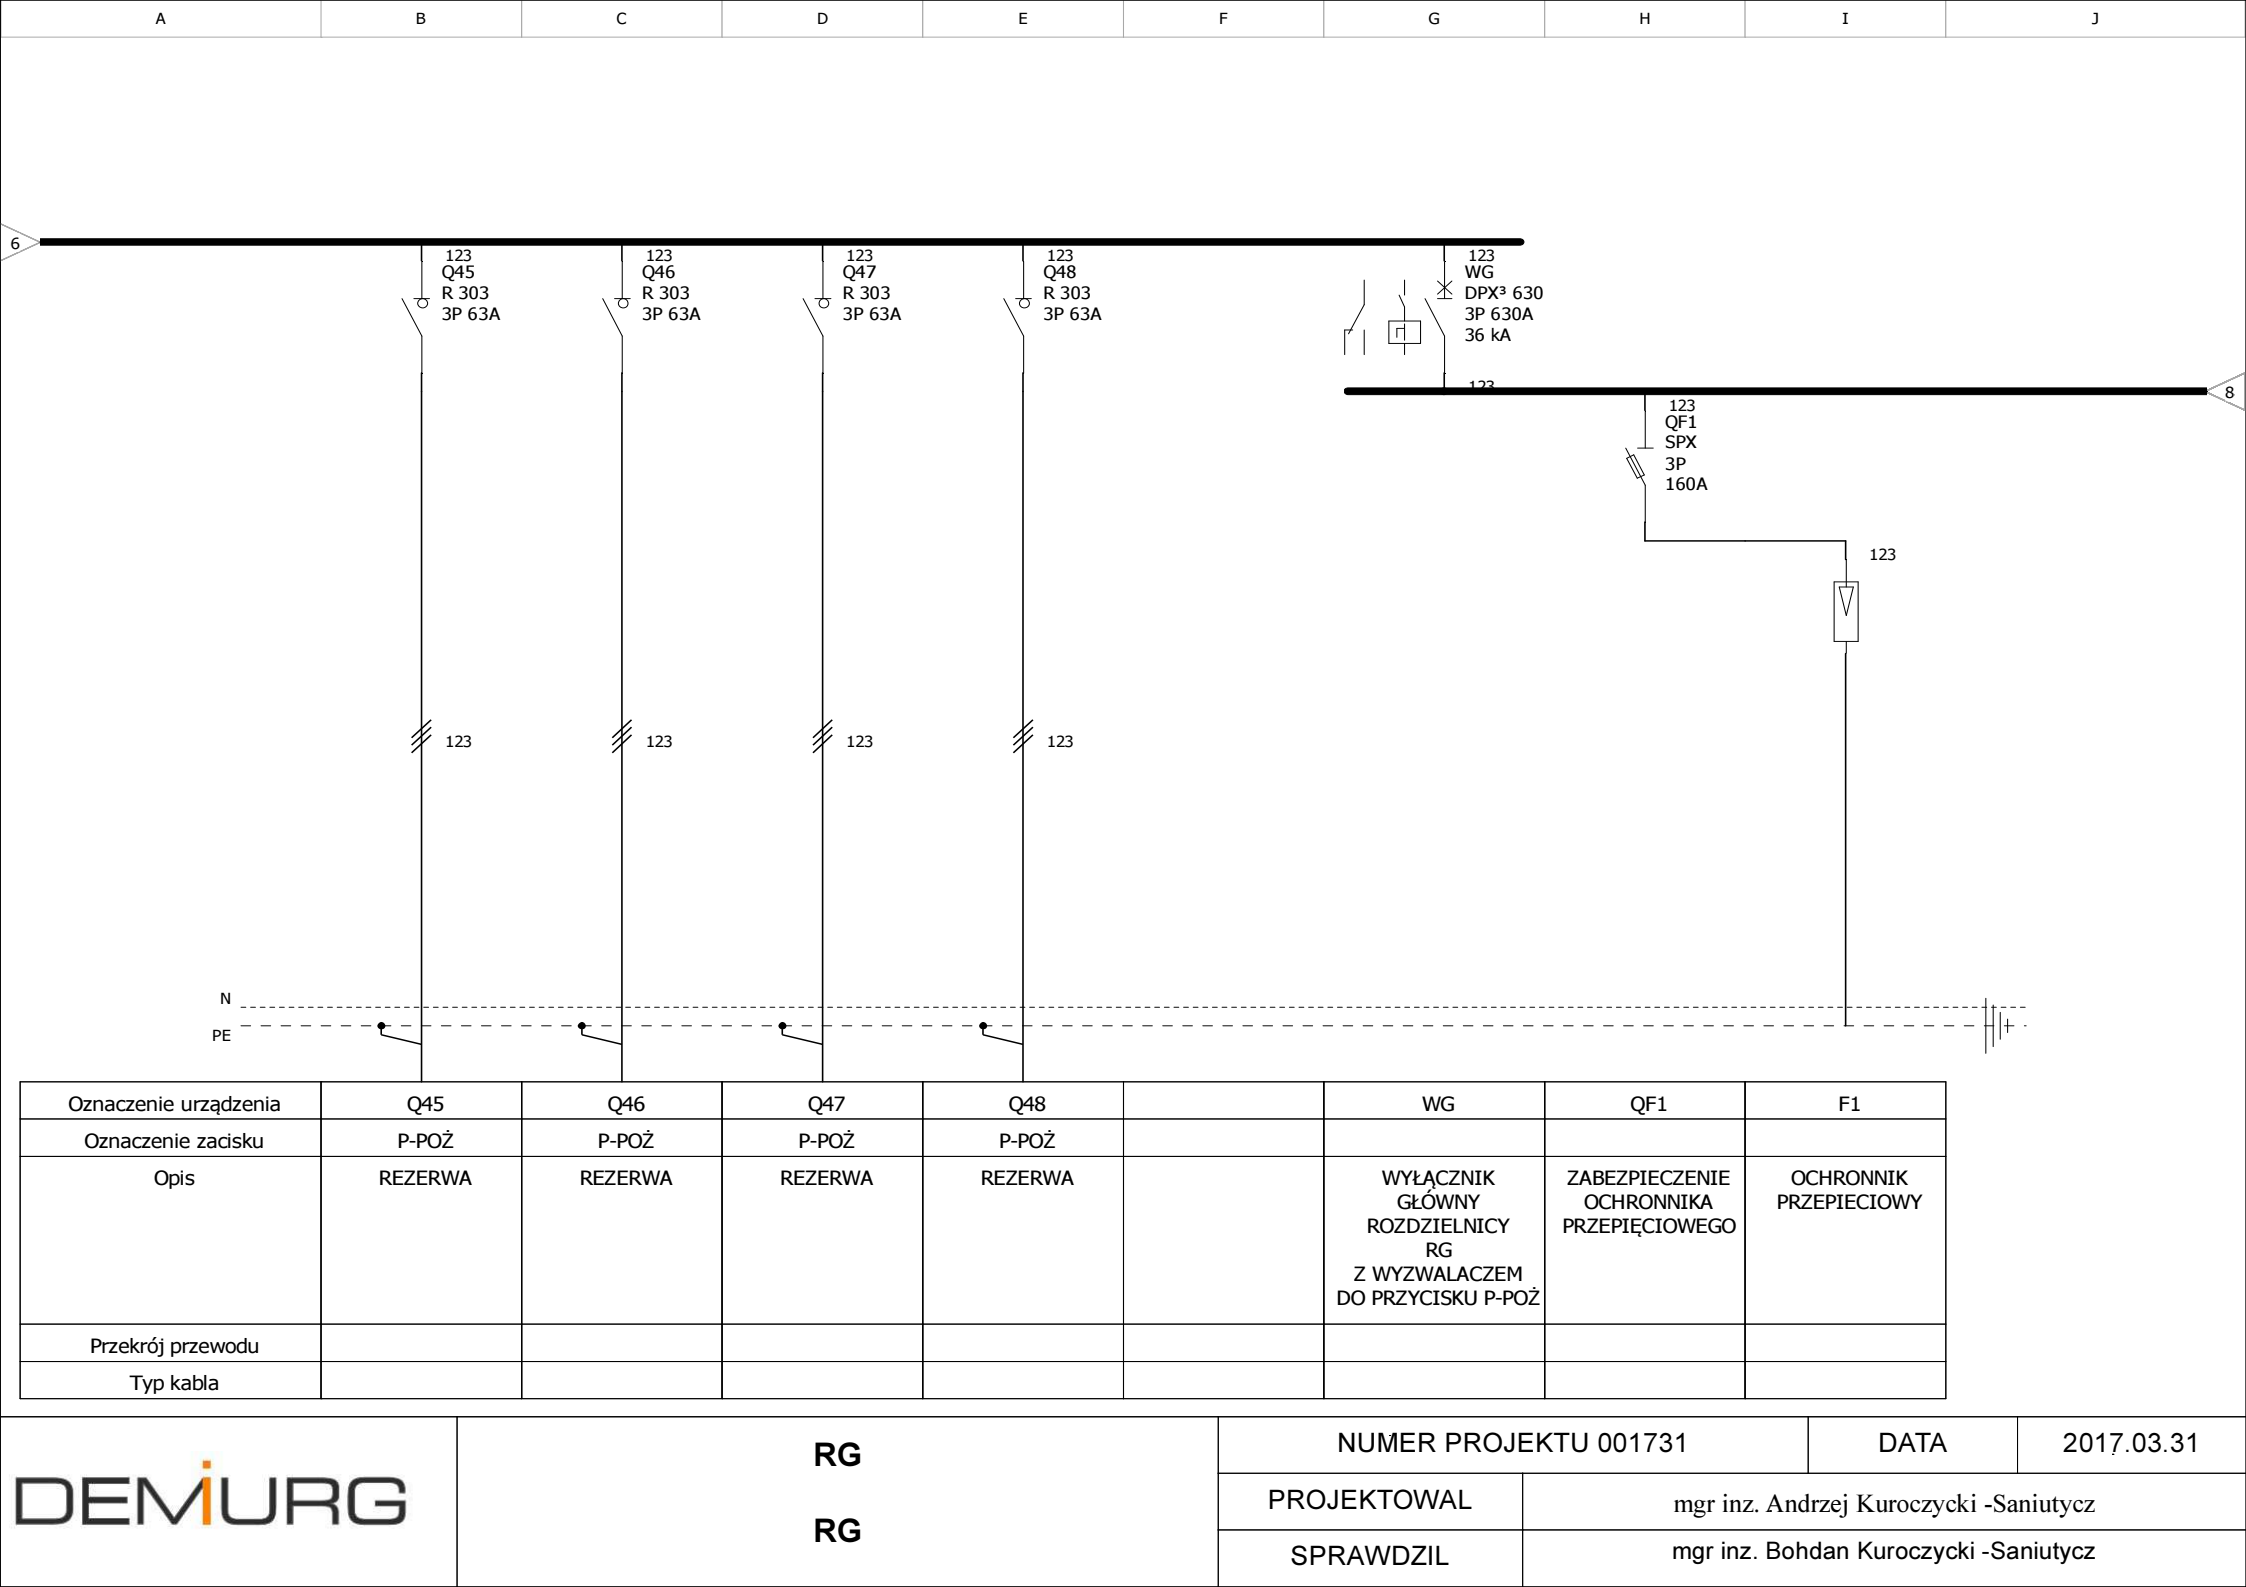 A B C D E F G H I J
6
123 123 123 123 123
Q45 Q46 Q47 Q48 WG
R 303 R 303 R 303 R 303 DPX³ 630
3P 63A 3P 63A 3P 63A 3P 63A 3P 630A
36 kA
123
8
123
QF1
SPX
3P
160A
123
123 123 123 123
N
PE
Oznaczenie urządzenia Q45 Q46 Q47 Q48 WG QF1 F1
Oznaczenie zacisku P-POŻ P-POŻ P-POŻ P-POŻ
Opis REZERWA REZERWA REZERWA REZERWA WYŁĄCZNIK ZABEZPIECZENIE OCHRONNIK
GŁÓWNY OCHRONNIKA PRZEPIECIOWY
ROZDZIELNICY PRZEPIĘCIOWEGO
RG
Z WYZWALACZEM
DO PRZYCISKU P-POŻ
Przekrój przewodu
Typ kabla
DEMiURG
RG
RG
NUMER PROJEKTU 001731 DATA 2017.03.31
PROJEKTOWAL mgr inz. Andrzej Kuroczycki -Saniutycz
SPRAWDZIL mgr inz. Bohdan Kuroczycki -Saniutycz